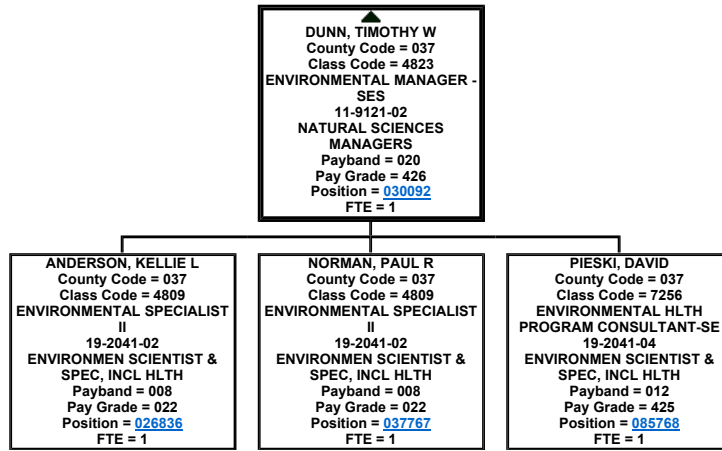 DUNN, TIMOTHY W
County Code = 037
Class Code = 4823
ENVIRONMENTAL MANAGER -
SES
11-9121-02
NATURAL SCIENCES
MANAGERS
Payband = 020
Pay Grade = 426
Position = 030092
FTE = 1
ANDERSON, KELLIE L
County Code = 037
Class Code = 4809
ENVIRONMENTAL SPECIALIST
II
19-2041-02
ENVIRONMEN SCIENTIST &
SPEC, INCL HLTH
Payband = 008
Pay Grade = 022
Position = 026836
FTE = 1
NORMAN, PAUL R
County Code = 037
Class Code = 4809
ENVIRONMENTAL SPECIALIST
II
19-2041-02
ENVIRONMEN SCIENTIST &
SPEC, INCL HLTH
Payband = 008
Pay Grade = 022
Position = 037767
FTE = 1
PIESKI, DAVID
County Code = 037
Class Code = 7256
ENVIRONMENTAL HLTH
PROGRAM CONSULTANT-SE
19-2041-04
ENVIRONMEN SCIENTIST &
SPEC, INCL HLTH
Payband = 012
Pay Grade = 425
Position = 085768
FTE = 1